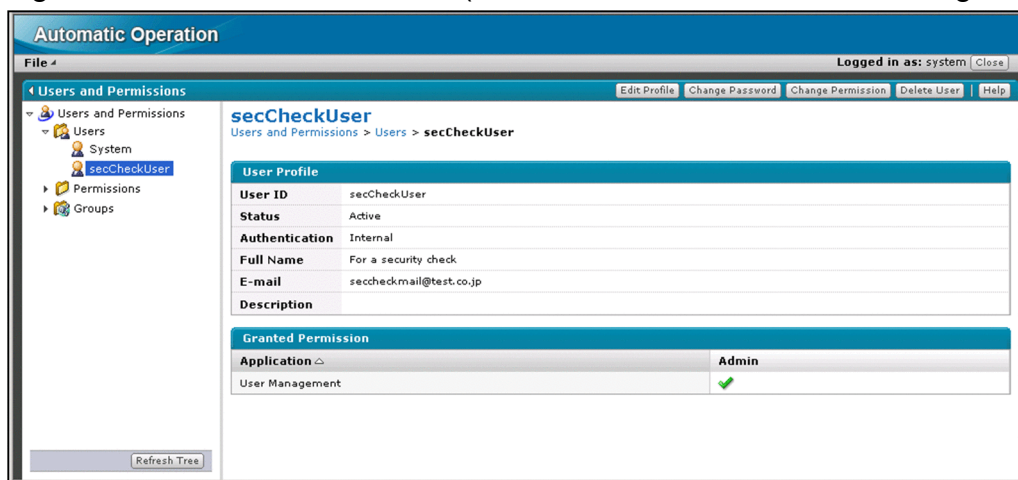 Automatic Operation
File
Logged in as: system Close
Users and Permissions
Edit Profile Change Password Change Permission Delete User | Help
Users and Permissions
Users
System
secCheckUser
Permissions
Groups
Refresh Tree
secCheckUser
Users and Permissions > Users > secCheckUser
User Profile
User ID secCheckUser
Status Active
Authentication Internal
Full Name For a security check
E-mail seccheckmail@test.co.jp
Description
Granted Permission
Application Admin
User Management